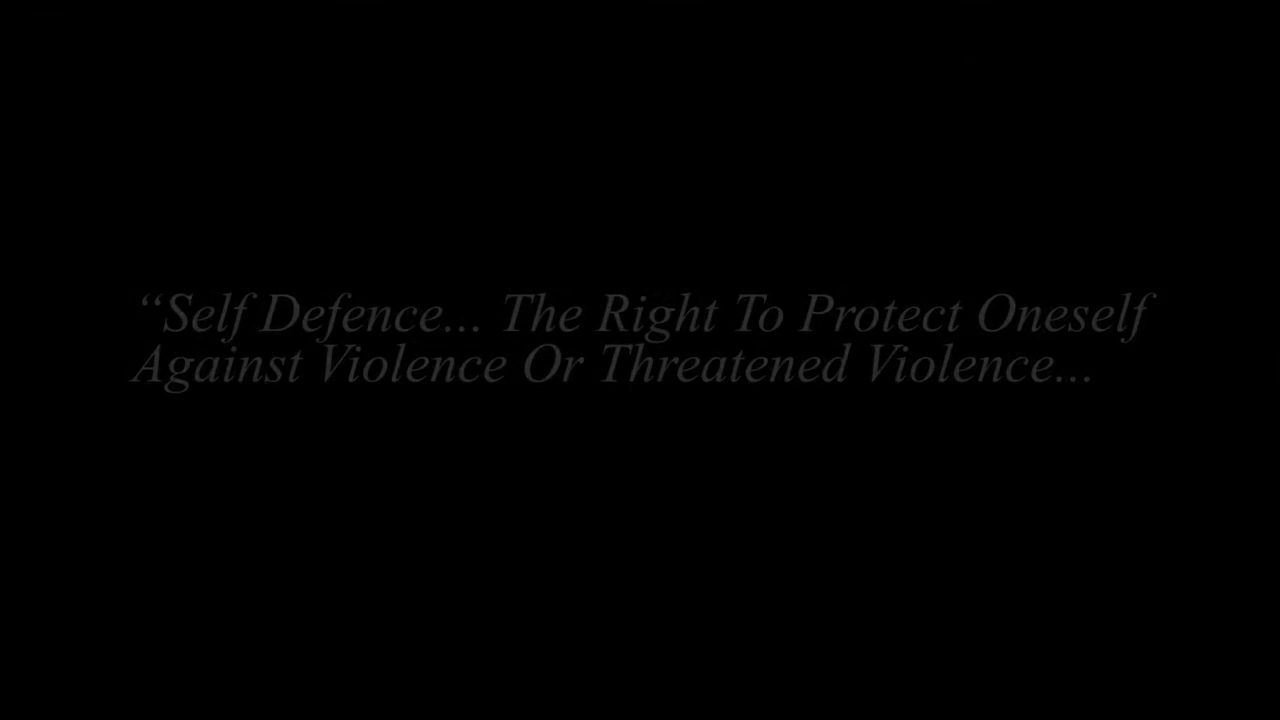 “Self Defence... The Right To Protect Oneself
Against Violence Or Threatened Violence...